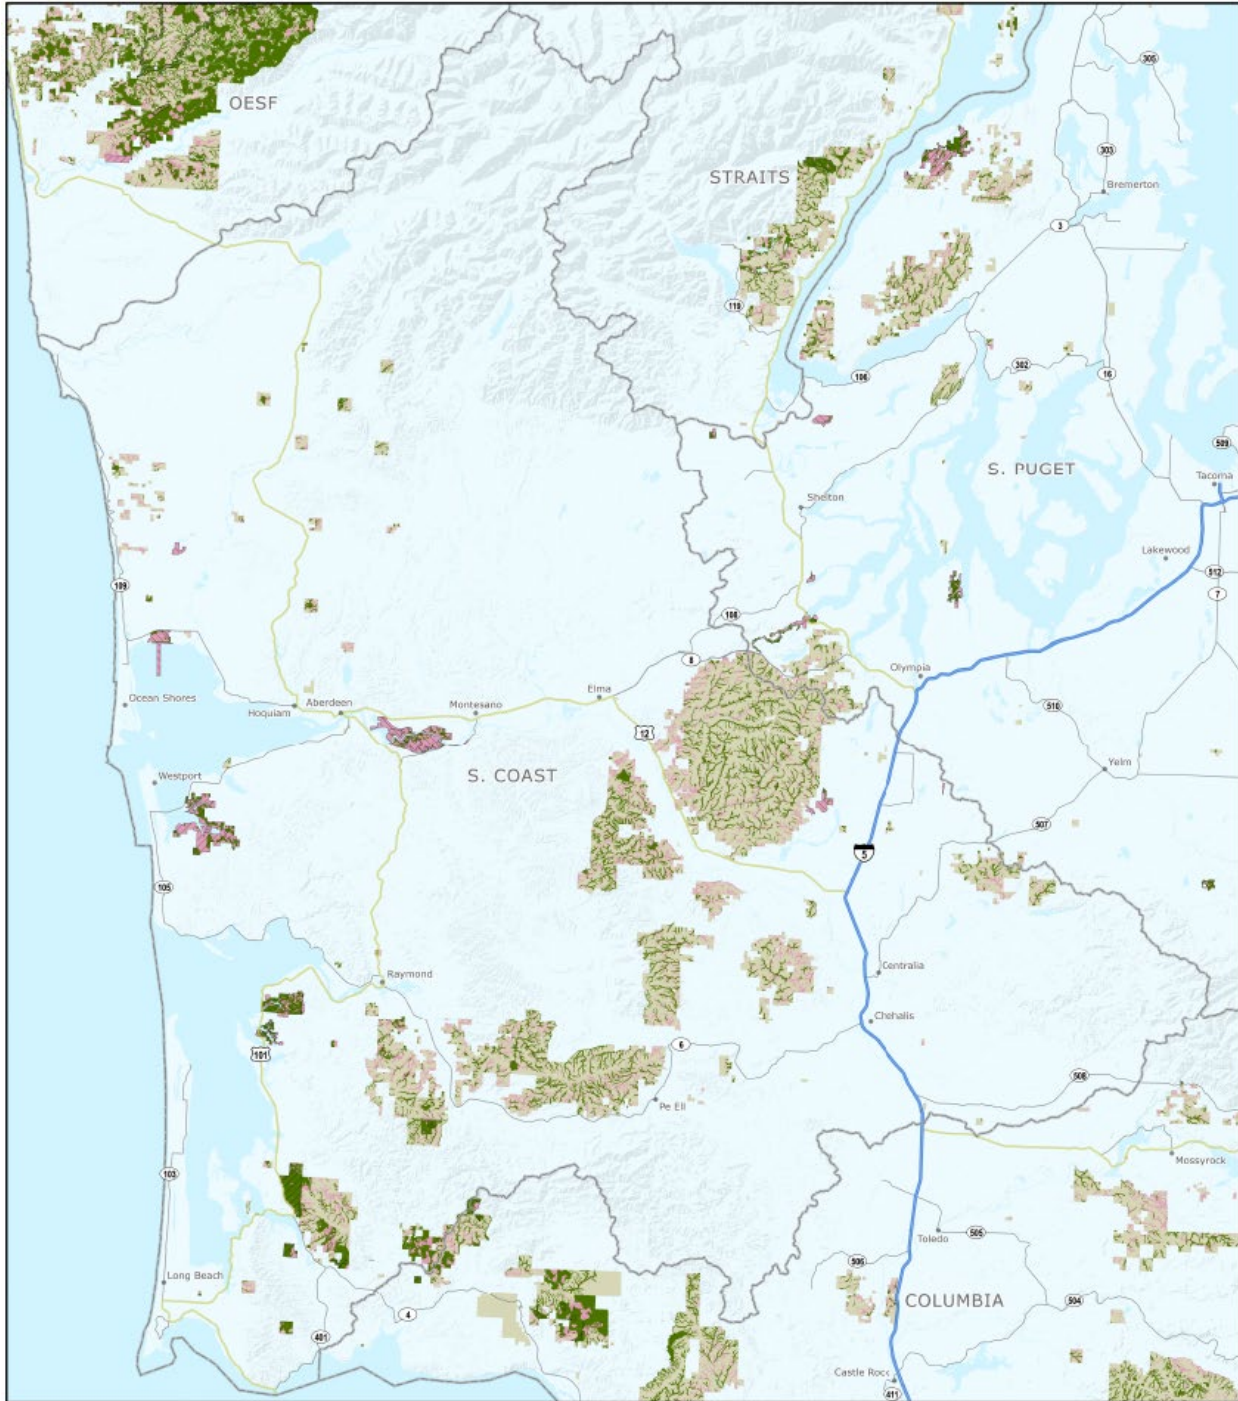 305
OESF
303
STRAITS
Bremerton
3
119
106
302
16
509
S. PUGET
Tacoma
Shelton
Lakewood
109
512
7
108
8
Olympia
Elma
Ocean Shores
Hoquiam
Aberdeen
Montesano
510
12
Westport
S. COAST
Yelm
507
5
105
Centralia
Raymond
Chehalis
101
6
508
Pe Ell
Mossyrock
103
Toledo
505
506
Long Beach
COLUMBIA
504
4
401
Castle Rock
411